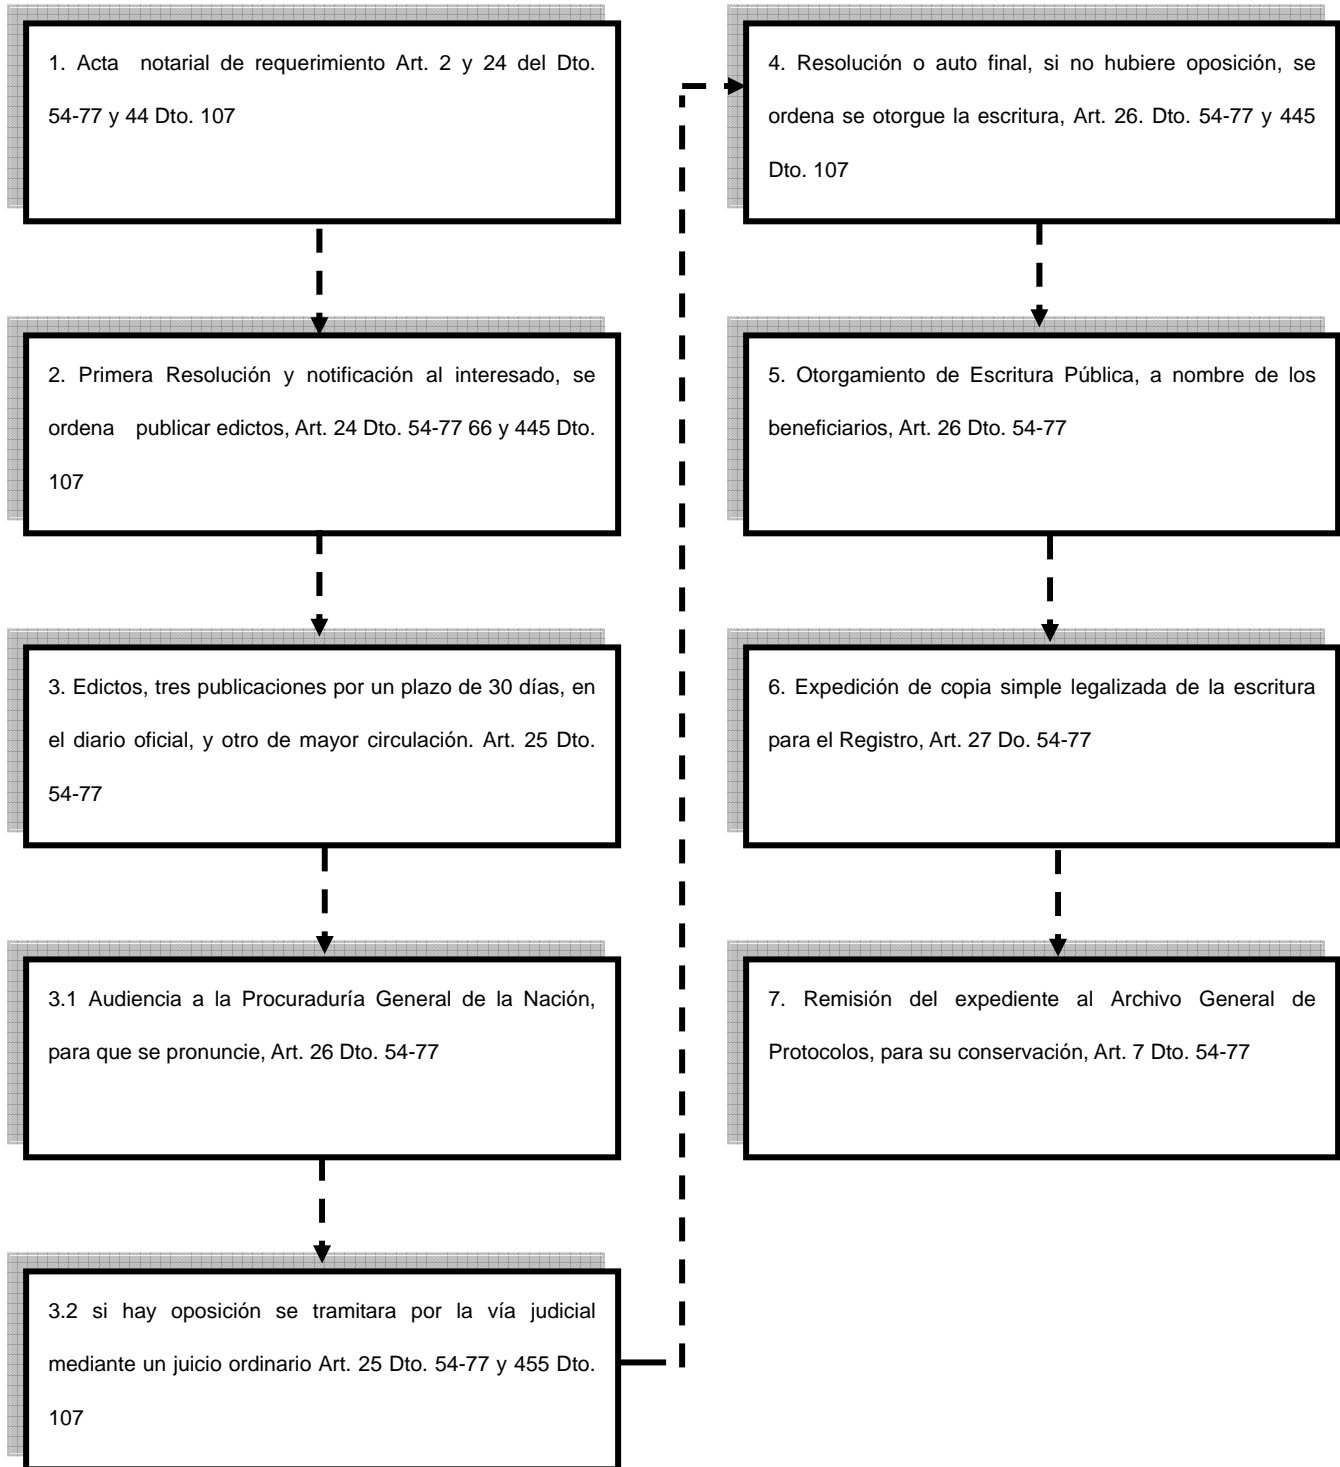 1. Acta notarial de requerimiento Art. 2 y 24 del Dto.
54-77 y 44 Dto. 107
2. Primera Resolución y notificación al interesado, se
ordena publicar edictos, Art. 24 Dto. 54-77 66 y 445 Dto.
107
3. Edictos, tres publicaciones por un plazo de 30 días, en
el diario oficial, y otro de mayor circulación. Art. 25 Dto.
54-77
3.1 Audiencia a la Procuraduría General de la Nación,
para que se pronuncie, Art. 26 Dto. 54-77
3.2 si hay oposición se tramitara por la vía judicial
mediante un juicio ordinario Art. 25 Dto. 54-77 y 455 Dto.
107
4. Resolución o auto final, si no hubiere oposición, se
ordena se otorgue la escritura, Art. 26. Dto. 54-77 y 445
Dto. 107
5. Otorgamiento de Escritura Pública, a nombre de los
beneficiarios, Art. 26 Dto. 54-77
6. Expedición de copia simple legalizada de la escritura
para el Registro, Art. 27 Do. 54-77
7. Remisión del expediente al Archivo General de
Protocolos, para su conservación, Art. 7 Dto. 54-77